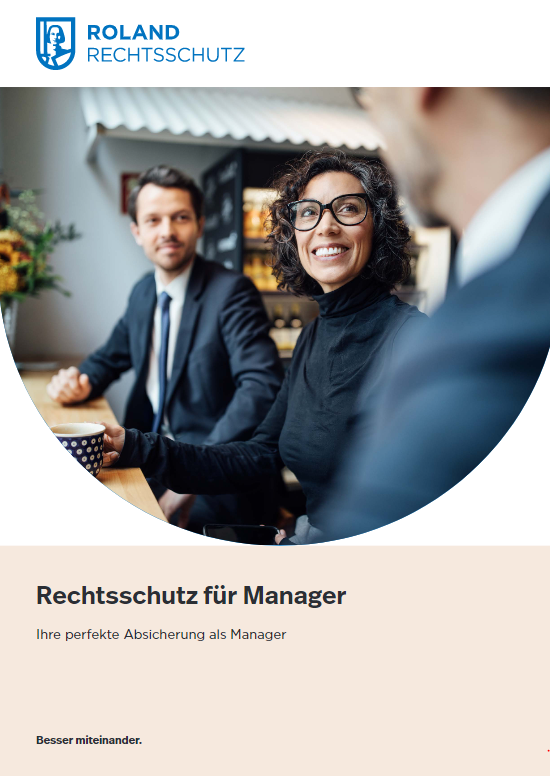 ROLAND
RECHTSSCHUTZ
Rechtsschutz für Manager
Ihre perfekte Absicherung als Manager
Besser miteinander.